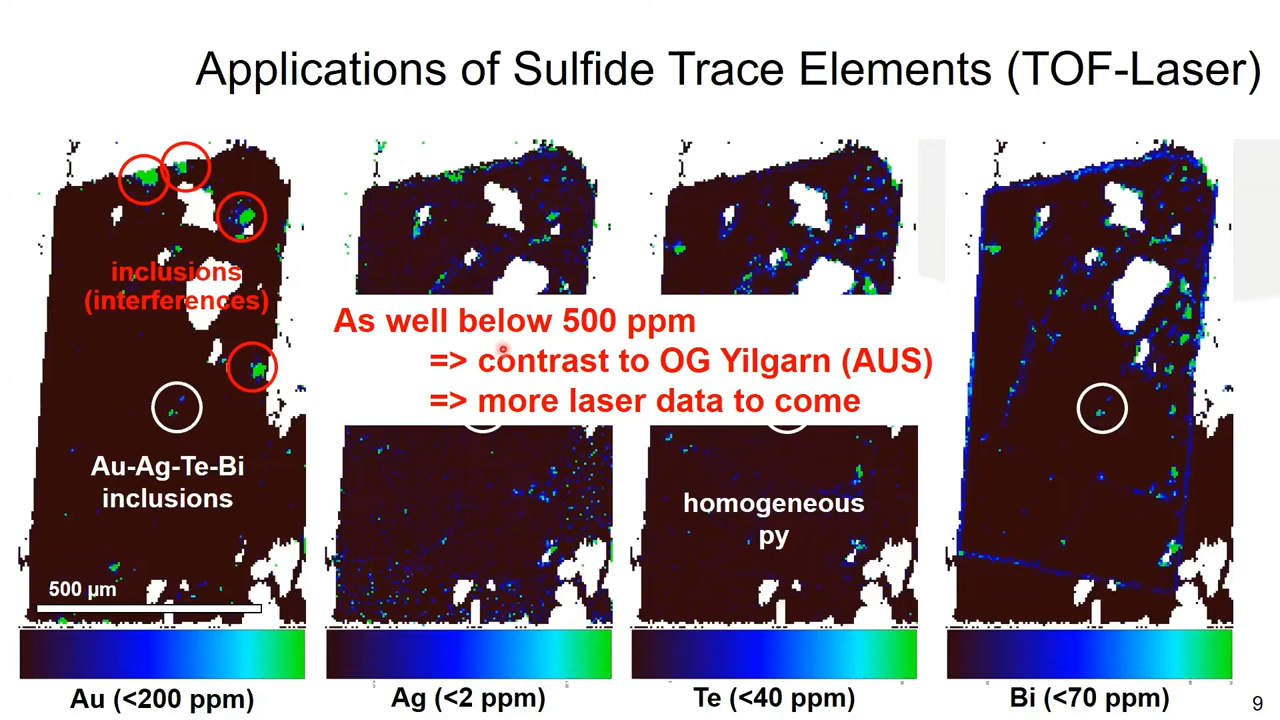 Applications of Sulfide Trace Elements (TOF-Laser)
inclusions
(interferences)
As well below 500 ppm
=> contrast to OG Yilgarn (AUS)
=> more laser data to come
Au-Ag-Te-Bi
inclusions
homogeneous
py
500 µm
Au (<200 ppm)
Ag (<2 ppm)
Te (<40 ppm)
Bi (<70 ppm)
9